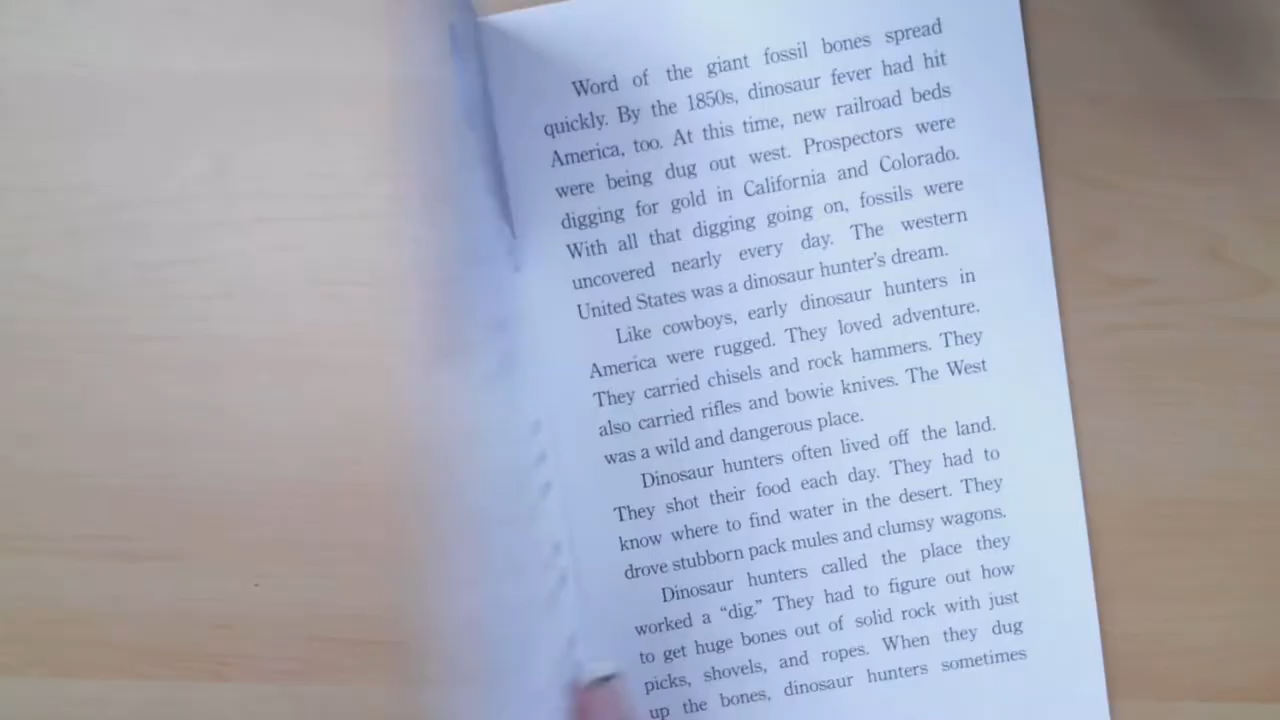 Word of the giant fossil bones spread
quickly. By the 1850s, dinosaur fever had hit
America, too. At this time, new railroad beds
were being dug out west. Prospectors were
digging for gold in California and Colorado.
With all that digging going on, fossils were
uncovered nearly every day. The western
United States was a dinosaur hunter's dream.
Like cowboys, early dinosaur hunters in
America were rugged. They loved adventure.
They carried chisels and rock hammers. They
also carried rifles and bowie knives. The West
was a wild and dangerous place.
Dinosaur hunters often lived off the land.
They shot their food each day. They had to
know where to find water in the desert. They
drove stubborn pack mules and clumsy wagons.
Dinosaur hunters called the place they
worked a “dig.” They had to figure out how
to get huge bones out of solid rock with just
picks, shovels, and ropes. When they dug
up the bones, dinosaur hunters sometimes